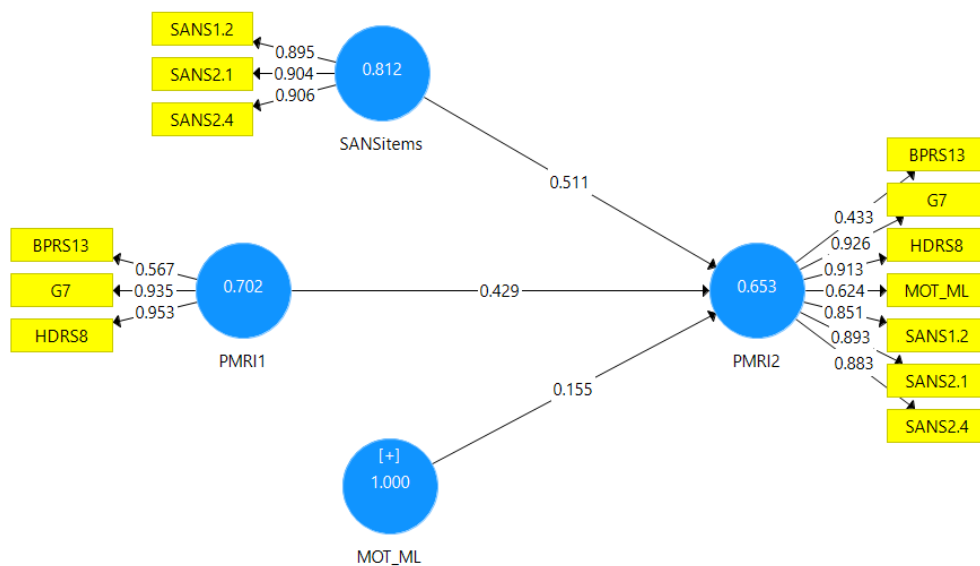 SANS1.2
SANS2.1
SANS2.4
0.895
0.904
0.906
0.812
SANSitems
0.511
BPRS13
G7
HDRS8
0.567
0.935
0.953
0.702
PMRI1
0.429
[+]
1.000
MOT_ML
0.155
0.653
PMRI2
0.433
0.926
0.913
0.624
0.851
0.893
0.883
BPRS13
G7
HDRS8
MOT_ML
SANS1.2
SANS2.1
SANS2.4